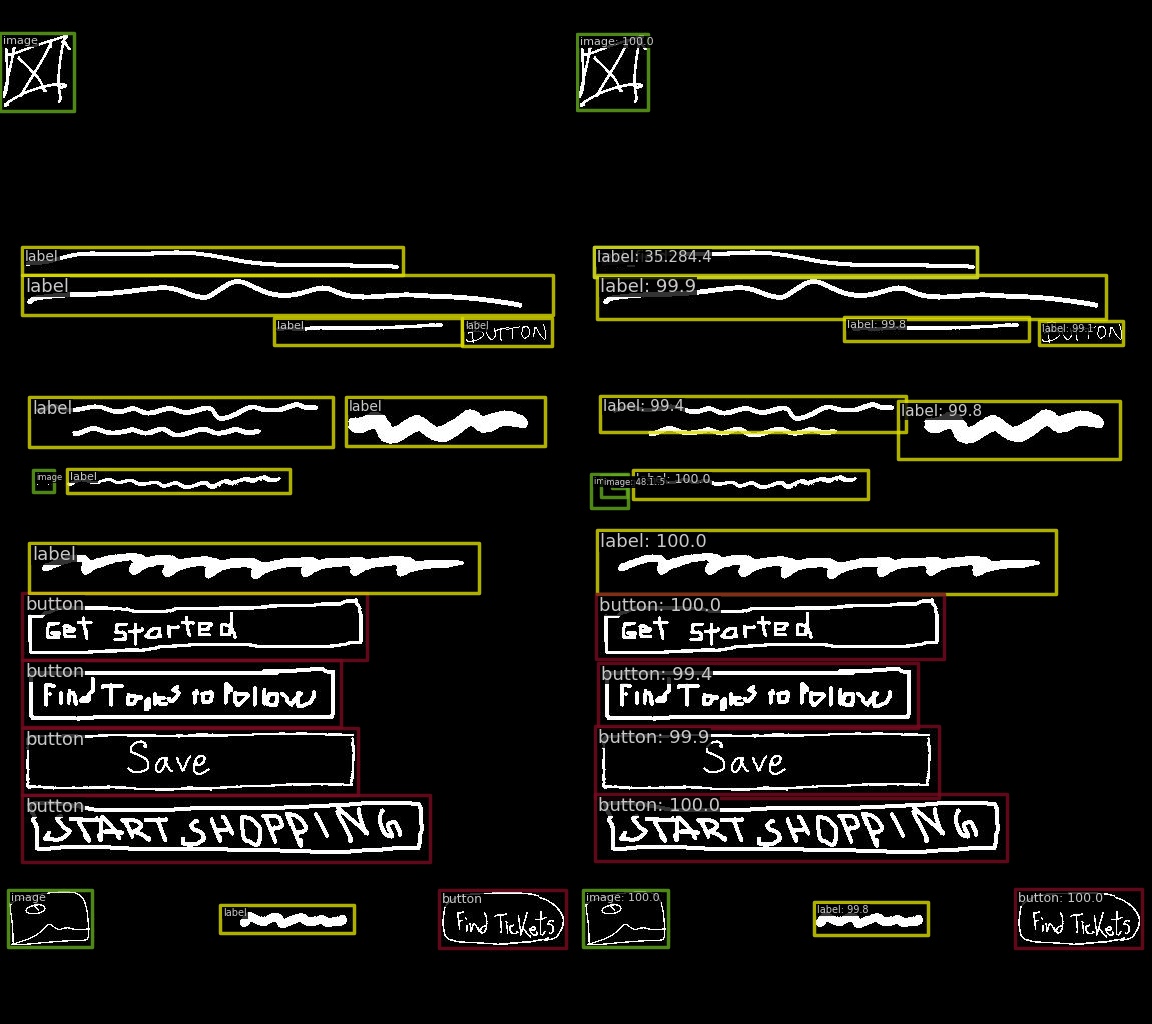 image
image: 100.0
label
label: 35.284.4
label
label: 99.9
label
label
BUTTON
label: 99.8
label: 99.1
BUTTON
label
label
label: 99.4
label: 99.8
image
label
image: 48.1
label: 100.0
label
label: 100.0
button
button: 100.0
Get Started
Get Started
button
button: 99.4
Find Topics to Follow
Find Topics to Follow
button
button: 99.9
Save
Save
button
button: 100.0
START SHOPPING
START SHOPPING
image
label
button
Find Tickets
image: 100.0
label: 99.8
button: 100.0
Find Tickets